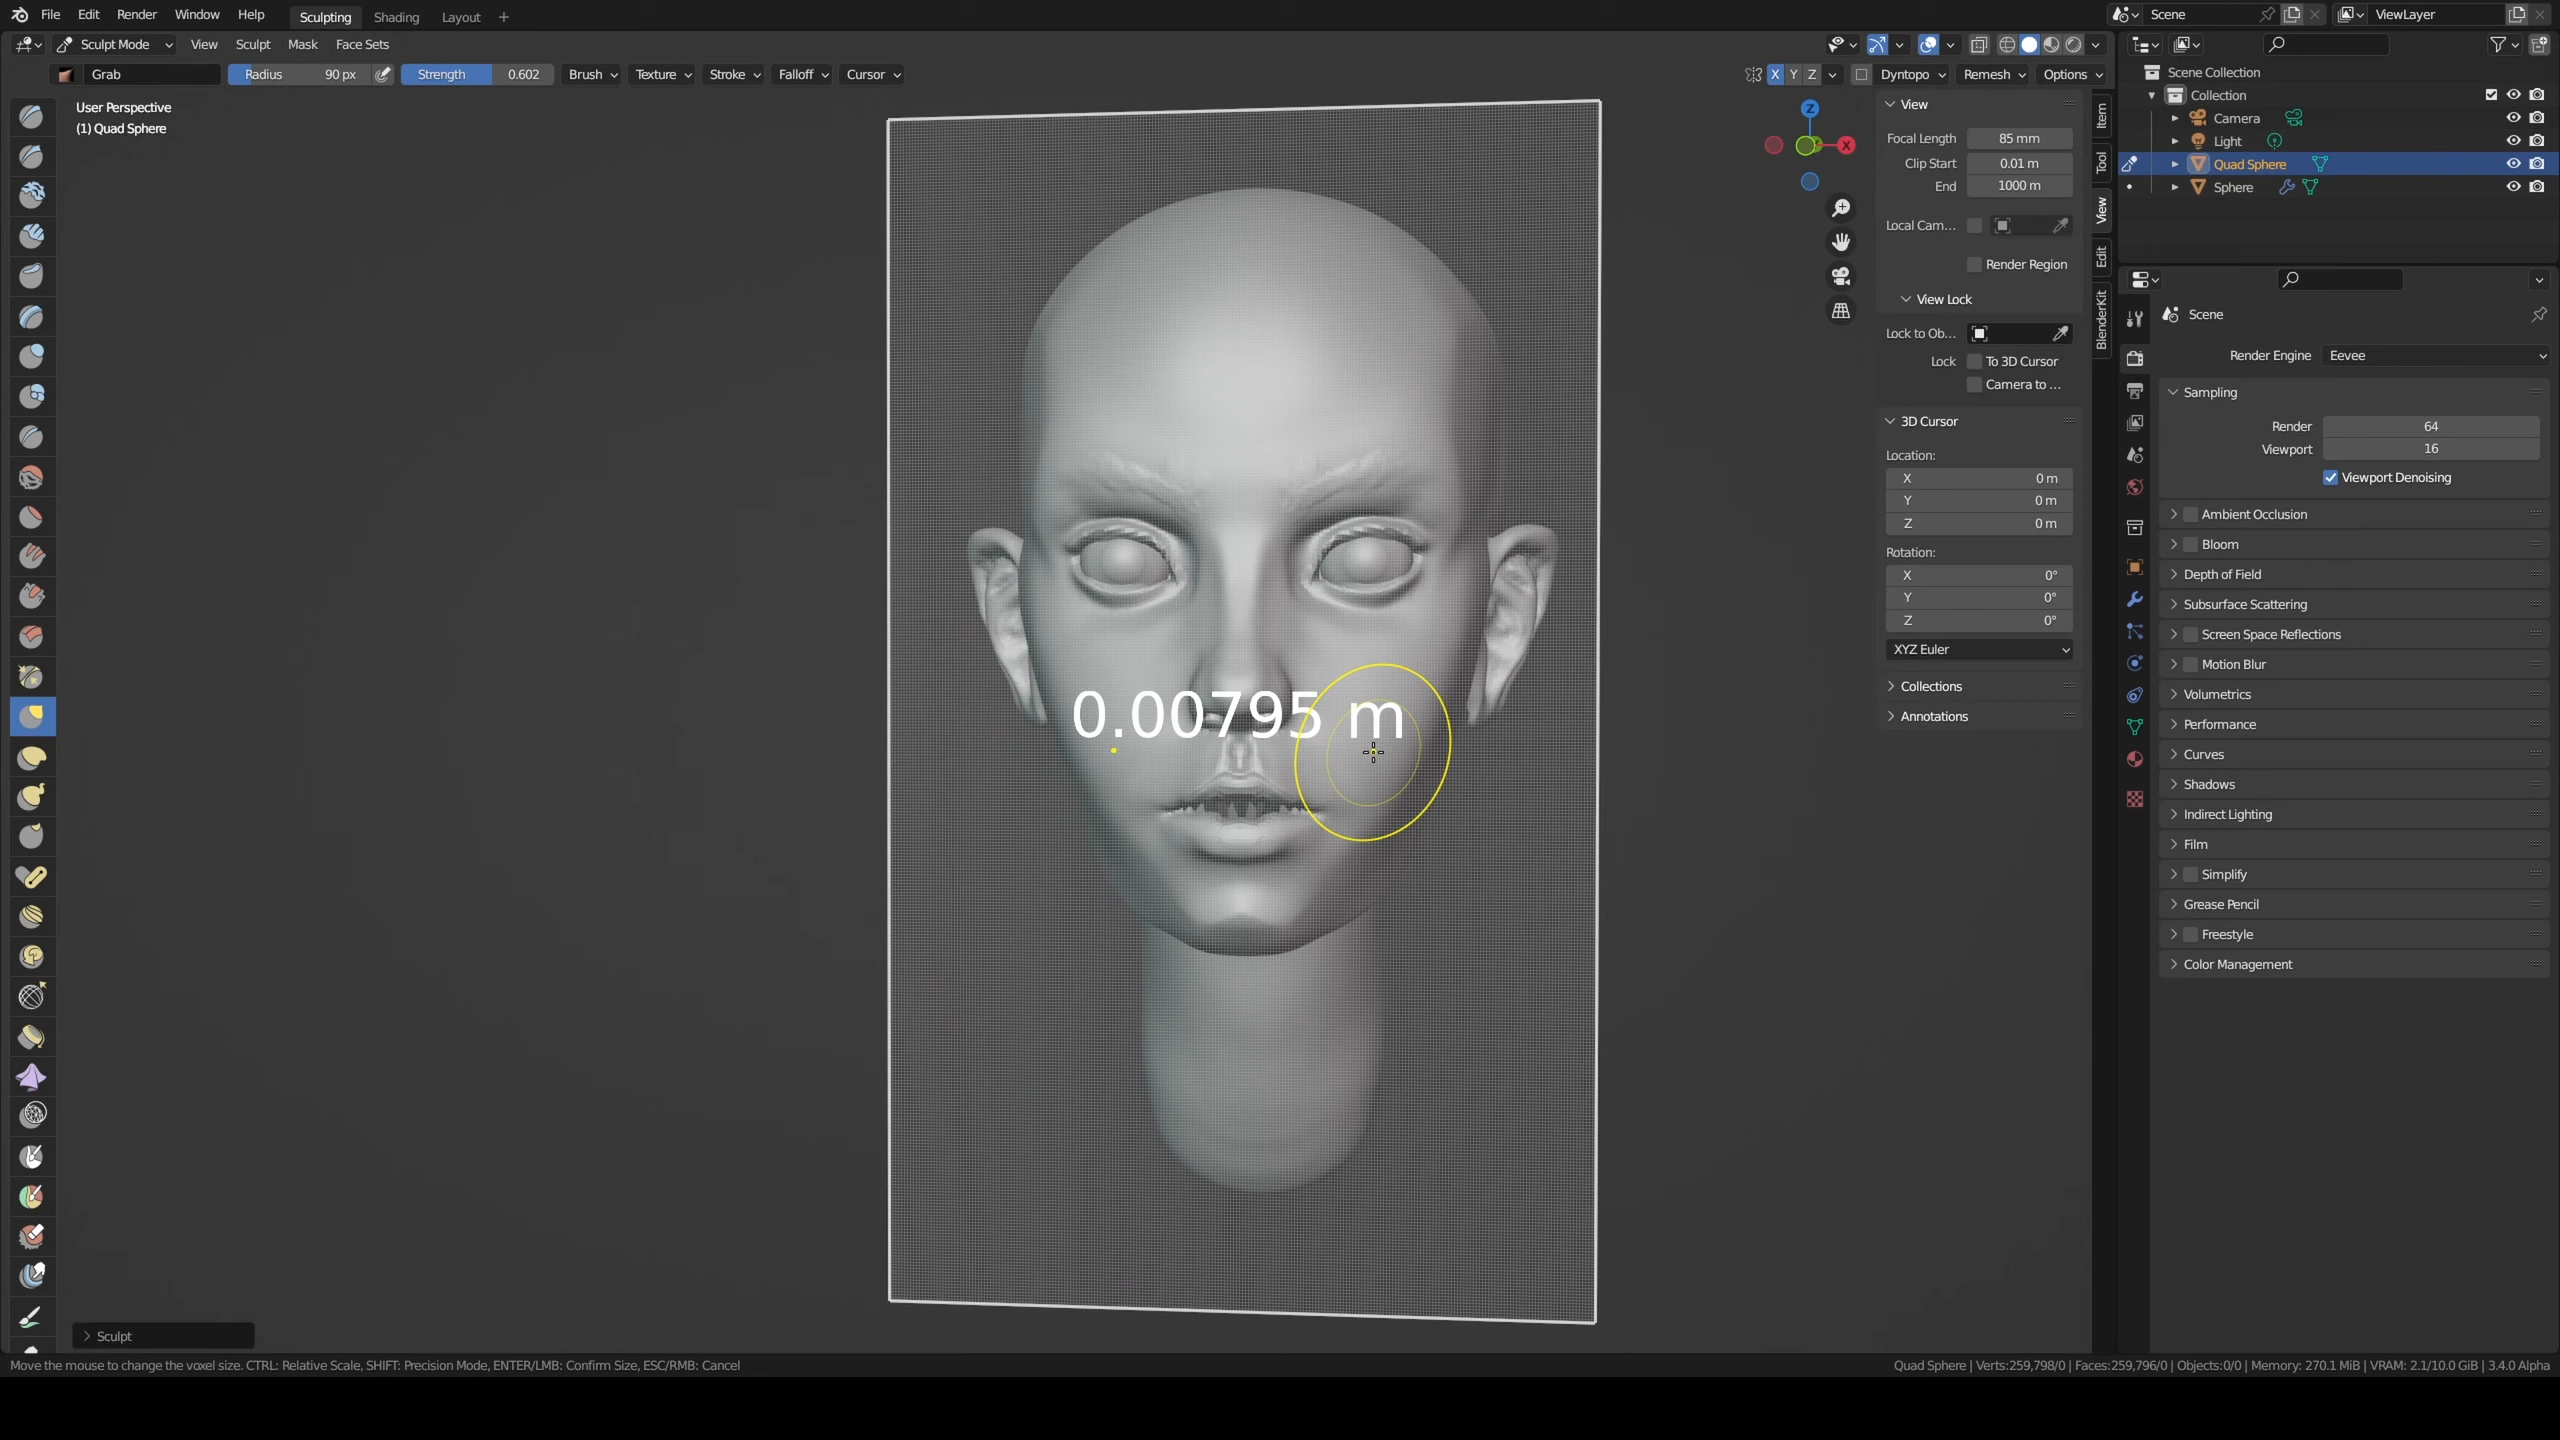 File Edit Render Window Help Sculpting Shading Layout + Scene ViewLayer
Sculpt Mode View Sculpt Mask Face Sets
Grab Radius 90 px Strength 0.602 Brush Texture Stroke Falloff Cursor X Y Z Dyntopo Remesh Options
User Perspective
(1) Quad Sphere
Z
X
View
Focal Length 85 mm
Clip Start 0.01 m
End 1000 m
Local Cam...
Render Region
View Lock
Lock to Ob...
Lock To 3D Cursor
Camera to ...
3D Cursor
Location:
X 0 m
Y 0 m
Z 0 m
Rotation:
X 0°
Y 0°
Z 0°
XYZ Euler
Collections
Annotations
Item
Tool
View
Edit
BlenderKit
Scene Collection
Collection
Camera
Light
Quad Sphere
Sphere
Scene
Render Engine Eevee
Sampling
Render 64
Viewport 16
Viewport Denoising
Ambient Occlusion
Bloom
Depth of Field
Subsurface Scattering
Screen Space Reflections
Motion Blur
Volumetrics
Performance
Curves
Shadows
Indirect Lighting
Film
Simplify
Grease Pencil
Freestyle
Color Management
0.00795 m
Sculpt
Move the mouse to change the voxel size. CTRL: Relative Scale, SHIFT: Precision Mode, ENTER/LMB: Confirm Size, ESC/RMB: Cancel
Quad Sphere | Verts:259,798/0 | Faces:259,796/0 | Objects:0/0 | Memory: 270.1 MiB | VRAM: 2.1/10.0 GiB | 3.4.0 Alpha